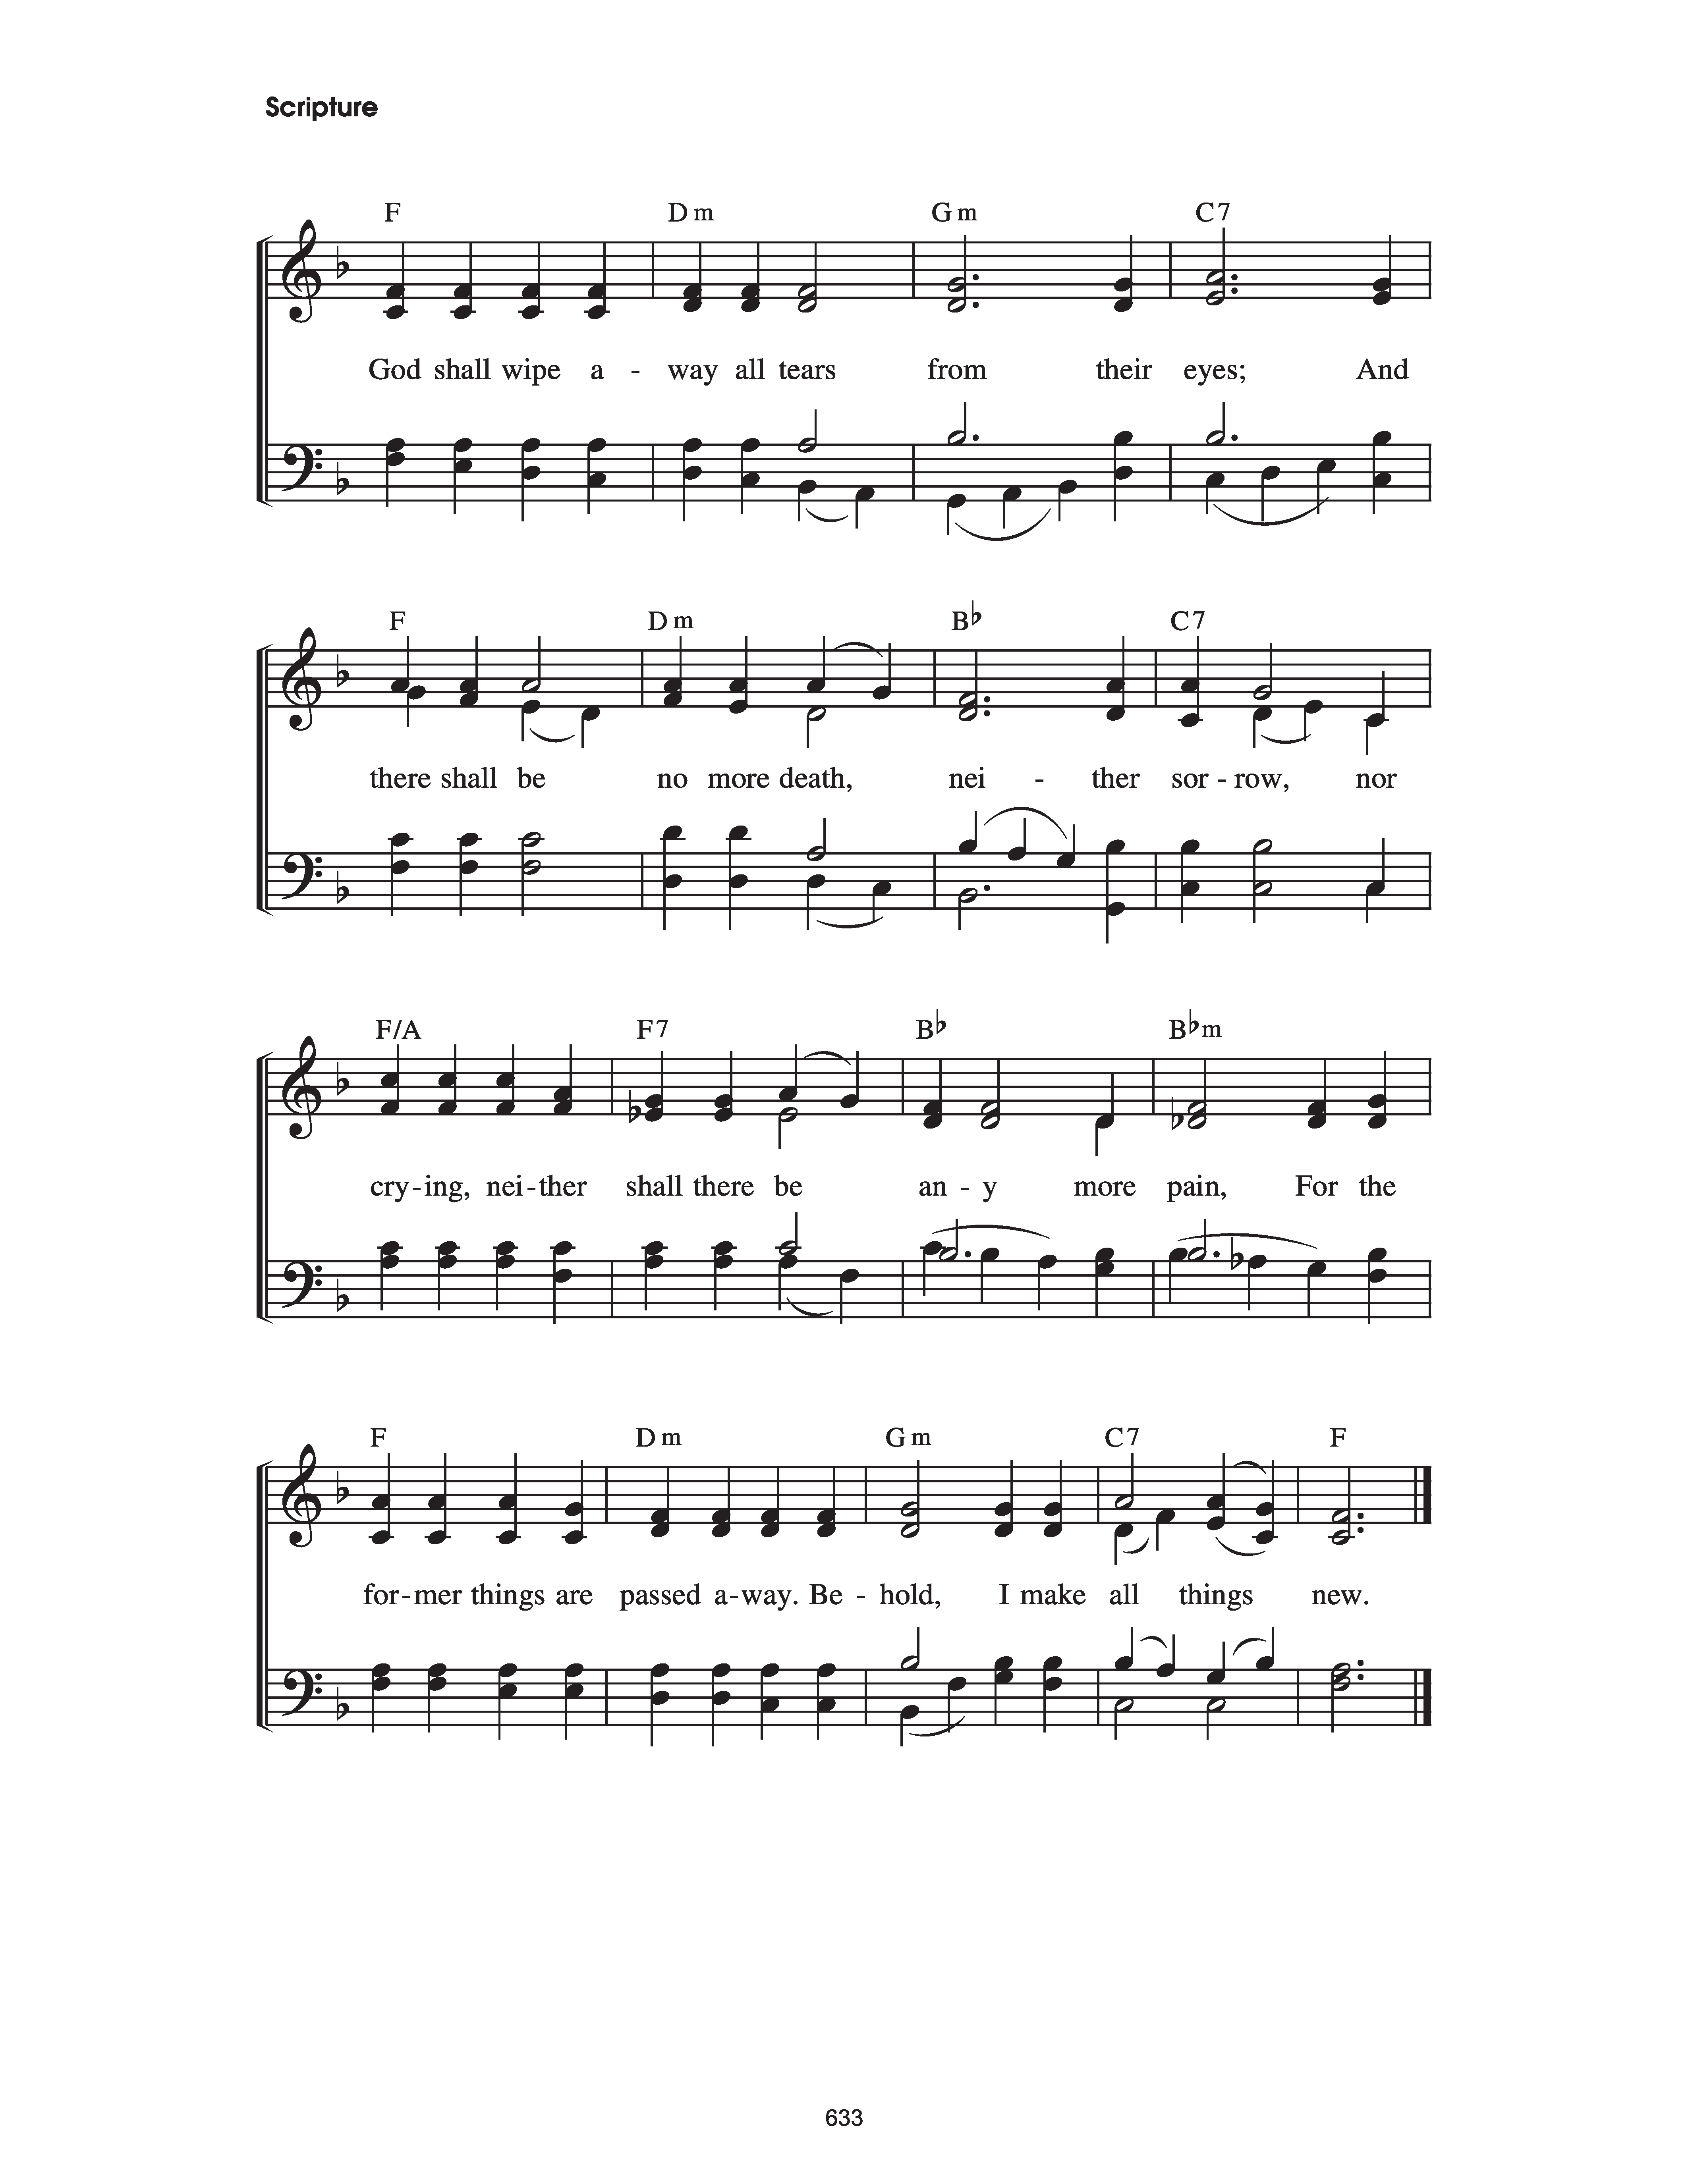 Scripture
F Dm Gm C7
God shall wipe a - way all tears from their eyes; And
F Dm B♭ C7
there shall be no more death, nei - ther sor - row, nor
F/A F7 B♭ B♭m
cry - ing, nei - ther shall there be an - y more pain, For the
F Dm Gm C7 F
for - mer things are passed a - way. Be - hold, I make all things new.
633